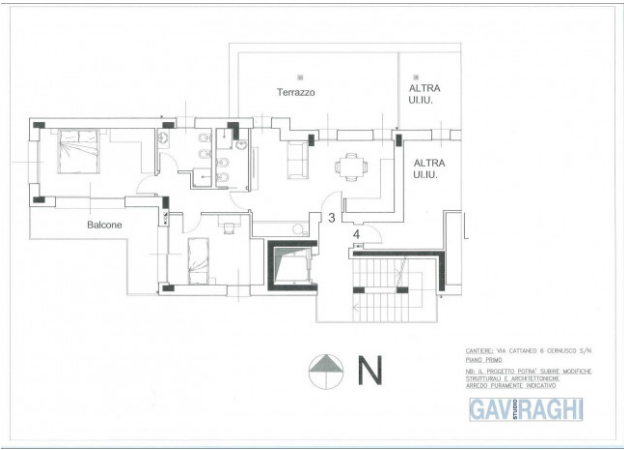 Terrazzo
ALTRA
UI.IU.
ALTRA
UI.IU.
Balcone
3
4
N
CANTIERE: VIA CATTANEO 6 CERNUSCO S/N
PIANO PRIMO
NB: IL PROGETTO POTRA' SUBIRE MODIFICHE
STRUTTURALI E ARCHITETTONICHE
ARREDO PURAMENTE INDICATIVO
GAVIRAGHI
STUDIO